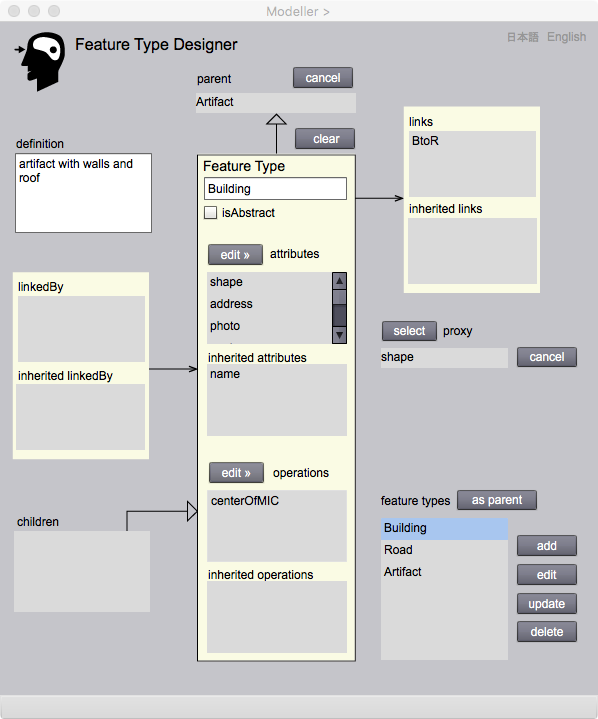 Modeller >
Feature Type Designer
日本語 English
parent
cancel
Artifact
clear
definition
artifact with walls and
roof
Feature Type
Building
isAbstract
edit »
attributes
shape
address
photo
inherited attributes
name
edit »
operations
centerOfMIC
inherited operations
links
BtoR
inherited links
linkedBy
inherited linkedBy
select
proxy
shape
cancel
children
feature types
as parent
Building
Road
Artifact
add
edit
update
delete